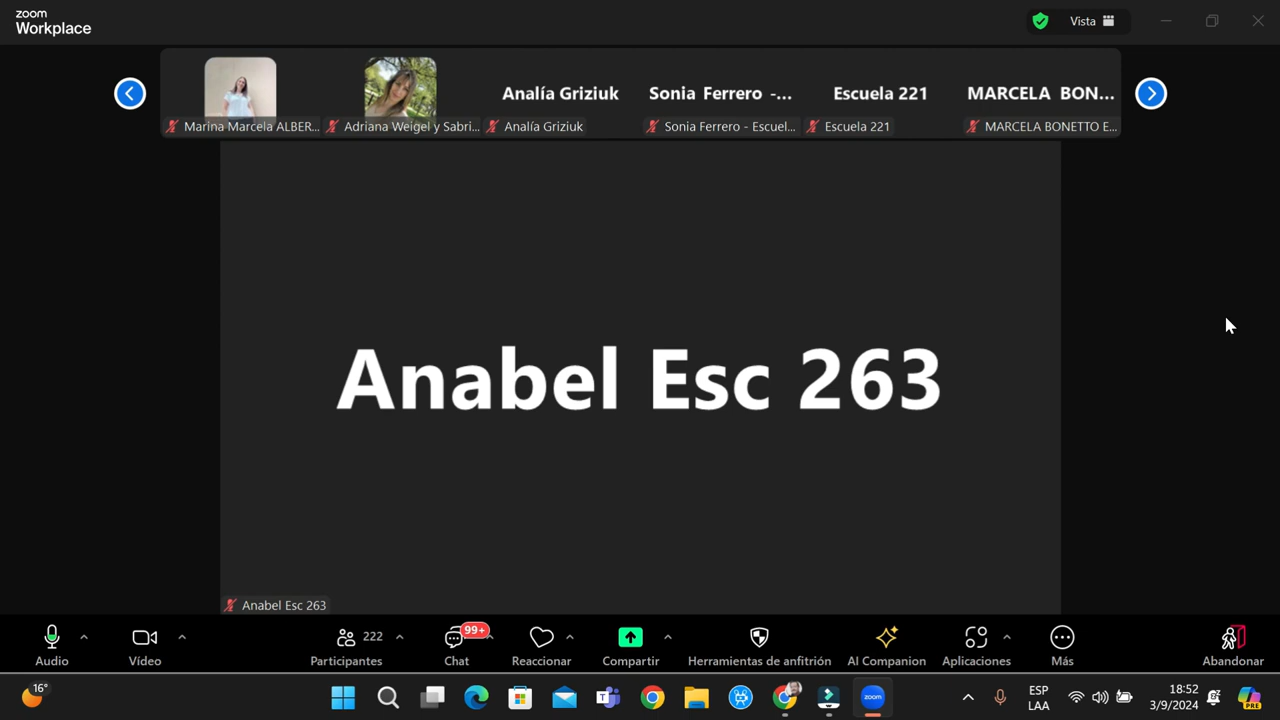 zoom
Workplace
Vista
Analía Griziuk
Sonia Ferrero -...
Escuela 221
MARCELA BON...
Marina Marcela ALBER...
Adriana Weigel y Sabri...
Analía Griziuk
Sonia Ferrero - Escuel...
Escuela 221
MARCELA BONETTO E...
Anabel Esc 263
Anabel Esc 263
222
99+
Audio
Vídeo
Participantes
Chat
Reaccionar
Compartir
Herramientas de anfitrión
AI Companion
Aplicaciones
Más
Abandonar
16°
zoom
ESP
LAA
18:52
3/9/2024
PRE